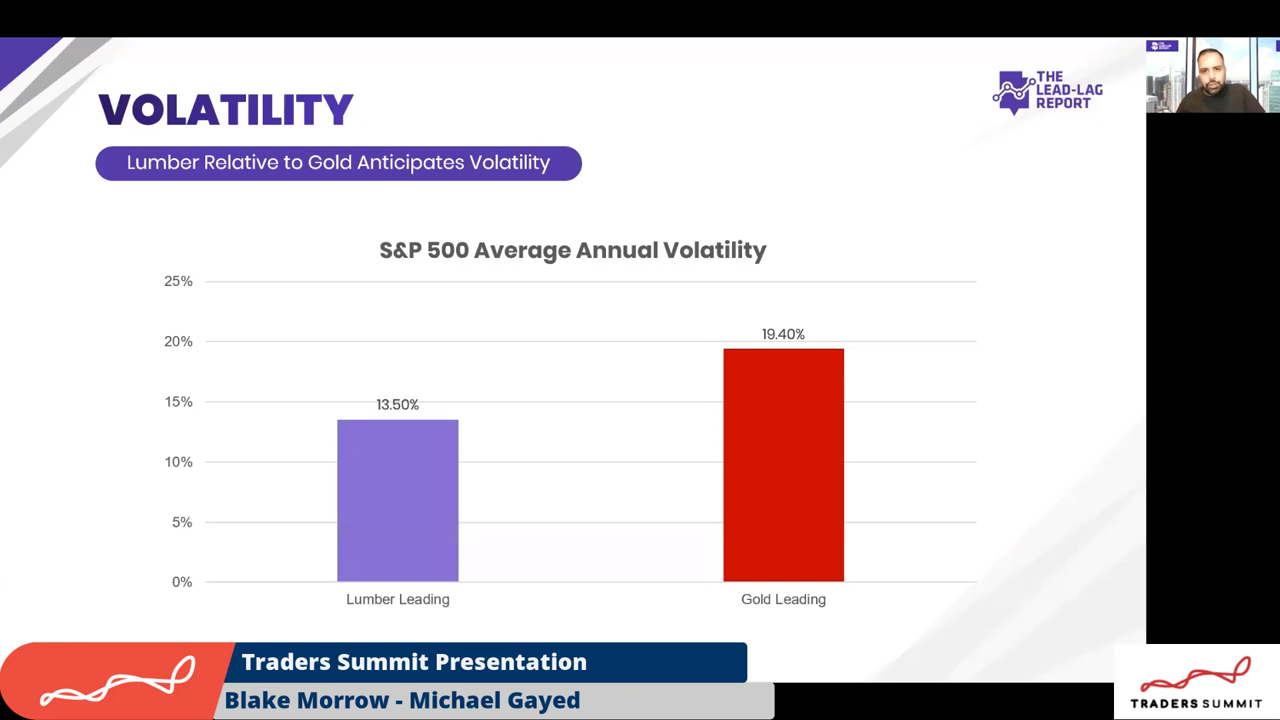 VOLATILITY
THE
LEAD-LAG
REPORT
Lumber Relative to Gold Anticipates Volatility
S&P 500 Average Annual Volatility
25%
20%
15%
10%
5%
0%
13.50%
19.40%
Lumber Leading
Gold Leading
Traders Summit Presentation
Blake Morrow - Michael Gayed
TRADERS SUMMIT